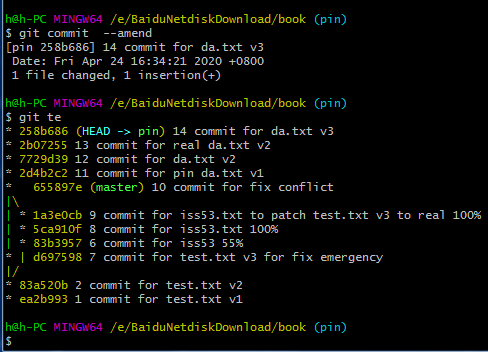 h@h-PC MINGW64 /e/BaiduNetdiskDownload/book (pin)
$ git commit  --amend
[pin 258b686] 14 commit for da.txt v3
 Date: Fri Apr 24 16:34:21 2020 +0800
 1 file changed, 1 insertion(+)

h@h-PC MINGW64 /e/BaiduNetdiskDownload/book (pin)
$ git te
* 258b686 (HEAD -> pin) 14 commit for da.txt v3
* 2b07255 13 commit for real da.txt v2
* 7729d39 12 commit for da.txt v2
* 2d4b2c2 11 commit for pin da.txt v1
*   655897e (master) 10 commit for fix conflict
|\
| * 1a3e0cb 9 commit for iss53.txt to patch test.txt v3 to real 100%
| * 5ca910f 8 commit for iss53.txt 100%
| * 83b3957 6 commit for iss53 55%
* | d697598 7 commit for test.txt v3 for fix emergency
|/
* 83a520b 2 commit for test.txt v2
* ea2b993 1 commit for test.txt v1

h@h-PC MINGW64 /e/BaiduNetdiskDownload/book (pin)
$